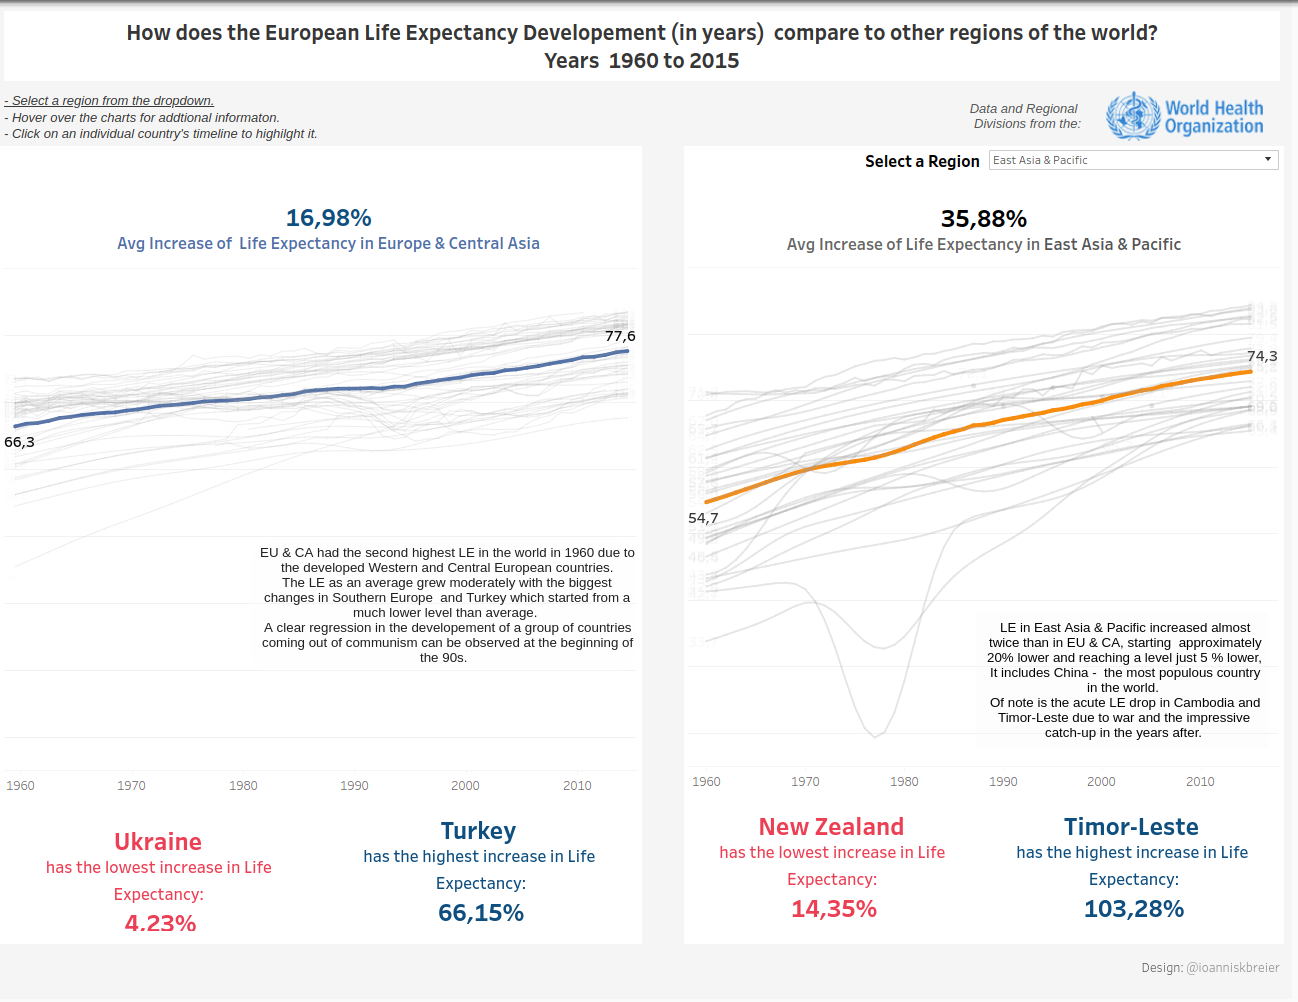 How does the European Life Expectancy Developement (in years)  compare to other regions of the world?
Years  1960 to 2015
- Select a region from the dropdown.
- Hover over the charts for addtional informaton.
- Click on an individual country's timeline to highilght it.
Data and Regional
Divisions from the:
World Health
Organization
Select a Region
East Asia & Pacific
16,98%
Avg Increase of  Life Expectancy in Europe & Central Asia
77,6
66,3
EU & CA had the second highest LE in the world in 1960 due to
the developed Western and Central European countries.
The LE as an average grew moderately with the biggest
changes in Southern Europe  and Turkey which started from a
much lower level than average.
A clear regression in the developement of a group of countries
coming out of communism can be observed at the beginning of
the 90s.
1960 1970 1980 1990 2000 2010
Ukraine
has the lowest increase in Life
Expectancy:
4,23%
Turkey
has the highest increase in Life
Expectancy:
66,15%
35,88%
Avg Increase of Life Expectancy in East Asia & Pacific
74,3
54,7
LE in East Asia & Pacific increased almost
twice than in EU & CA, starting  approximately
20% lower and reaching a level just 5 % lower,
It includes China -  the most populous country
in the world.
Of note is the acute LE drop in Cambodia and
Timor-Leste due to war and the impressive
catch-up in the years after.
1960 1970 1980 1990 2000 2010
New Zealand
has the lowest increase in Life
Expectancy:
14,35%
Timor-Leste
has the highest increase in Life
Expectancy:
103,28%
Design: @ioanniskbreier